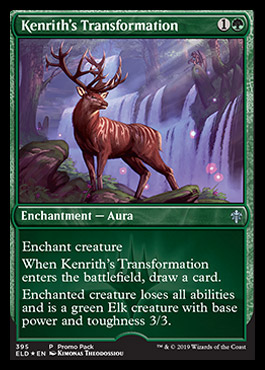 Kenrith's Transformation 1
Enchantment — Aura
Enchant creature
When Kenrith's Transformation
enters the battlefield, draw a card.
Enchanted creature loses all abilities
and is a green Elk creature with base
power and toughness 3/3.
395 P Promo Pack
ELD ★ EN Kimonas Theodossiou
™ & © 2019 Wizards of the Coast